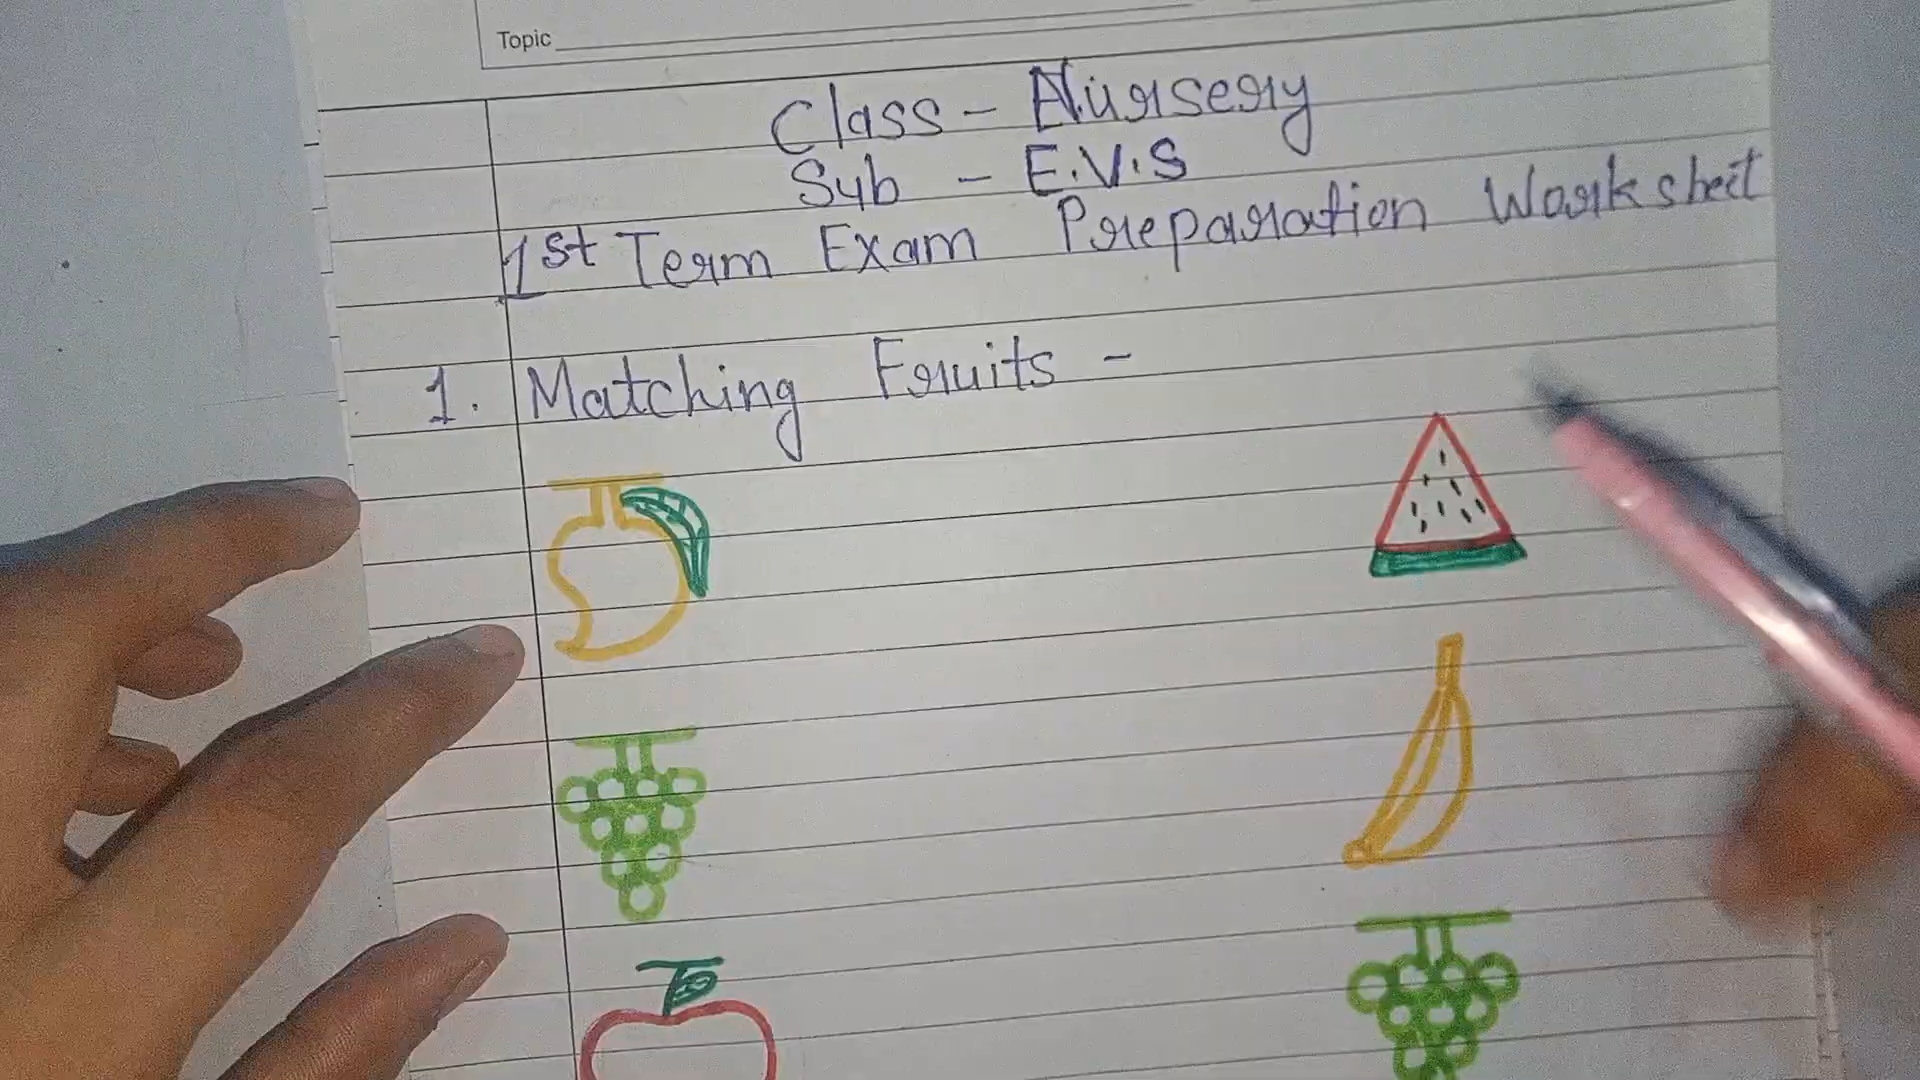 Topic
Class - Nursery
Sub - E.V.S
1st Term Exam Preparation Worksheet
1. Matching Fruits -